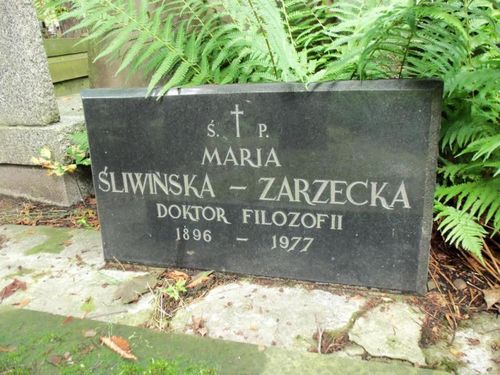 Ś. P.
MARIA
ŚLIWIŃSKA – ZARZECKA
DOKTOR FILOZOFII
1896 – 1977